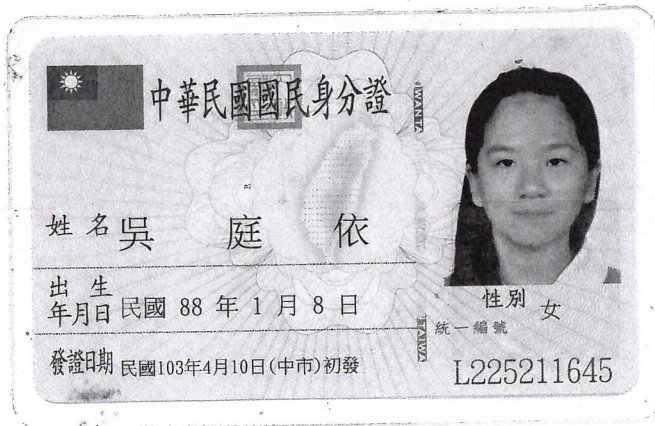 中華民國國民身分證
TAIWAN
姓名 吳庭依
出生年月日 民國 88 年 1 月 8 日
性別 女
統一編號
發證日期 民國103年4月10日(中市)初發
L225211645